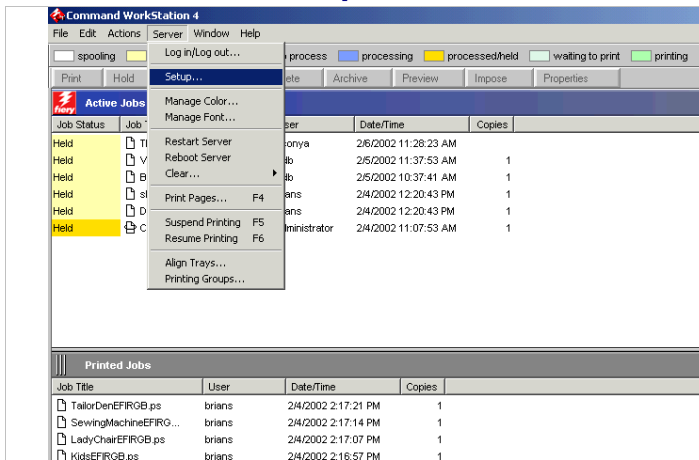 Command WorkStation 4
File Edit Actions Server Window Help
spooling process processing processed/held waiting to print printing
Print Hold Archive Preview Impose Properties
fiery Active Jobs
Job Status Job Date/Time Copies
Held 2/6/2002 11:28:23 AM
Held 2/5/2002 11:37:53 AM 1
Held 2/5/2002 10:37:41 AM 1
Held 2/4/2002 12:20:43 PM 1
Held 2/4/2002 12:20:43 PM 1
Held 2/4/2002 11:07:53 AM 1
Log in/Log out...
Setup...
Manage Color...
Manage Font...
Restart Server
Reboot Server
Clear...
Print Pages... F4
Suspend Printing F5
Resume Printing F6
Align Trays...
Printing Groups...
Printed Jobs
Job Title User Date/Time Copies
TailorDenEFIRGB.ps brians 2/4/2002 2:17:21 PM 1
SewingMachineEFIRG... brians 2/4/2002 2:17:14 PM 1
LadyChairEFIRGB.ps brians 2/4/2002 2:17:07 PM 1
KidsEFIRGB.ps brians 2/4/2002 2:16:57 PM 1